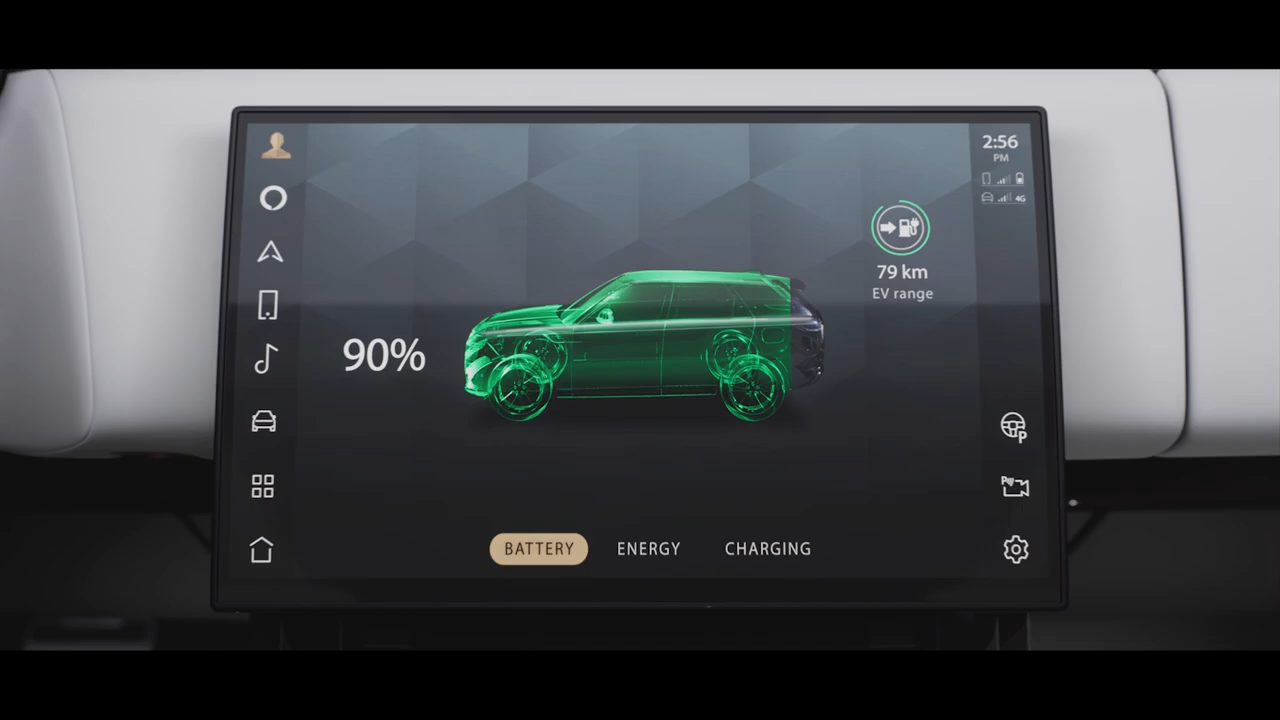 2:56
PM
4G
79 km
EV range
90%
P
BATTERY
ENERGY
CHARGING